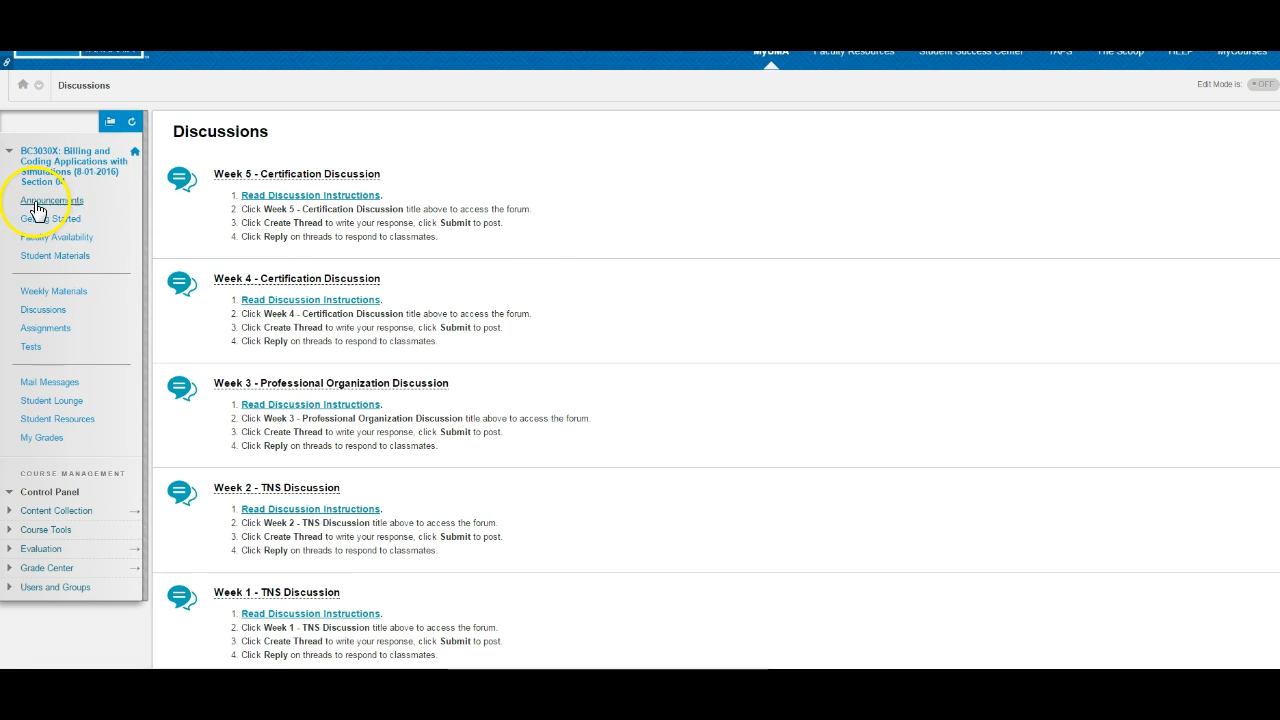 MyUMA Faculty Resources Student Success Center TAPS The Scoop HELP MyCourses
Discussions
Edit Mode is: OFF
BC3030X: Billing and
Coding Applications with
Simulations (8-01-2016)
Section 04
Announcements
Getting Started
Faculty Availability
Student Materials
Weekly Materials
Discussions
Assignments
Tests
Mail Messages
Student Lounge
Student Resources
My Grades
COURSE MANAGEMENT
Control Panel
Content Collection
Course Tools
Evaluation
Grade Center
Users and Groups
Discussions
Week 5 - Certification Discussion
1. Read Discussion Instructions.
2. Click Week 5 - Certification Discussion title above to access the forum.
3. Click Create Thread to write your response, click Submit to post.
4. Click Reply on threads to respond to classmates.
Week 4 - Certification Discussion
1. Read Discussion Instructions.
2. Click Week 4 - Certification Discussion title above to access the forum.
3. Click Create Thread to write your response, click Submit to post.
4. Click Reply on threads to respond to classmates.
Week 3 - Professional Organization Discussion
1. Read Discussion Instructions.
2. Click Week 3 - Professional Organization Discussion title above to access the forum.
3. Click Create Thread to write your response, click Submit to post.
4. Click Reply on threads to respond to classmates.
Week 2 - TNS Discussion
1. Read Discussion Instructions.
2. Click Week 2 - TNS Discussion title above to access the forum.
3. Click Create Thread to write your response, click Submit to post.
4. Click Reply on threads to respond to classmates.
Week 1 - TNS Discussion
1. Read Discussion Instructions.
2. Click Week 1 - TNS Discussion title above to access the forum.
3. Click Create Thread to write your response, click Submit to post.
4. Click Reply on threads to respond to classmates.